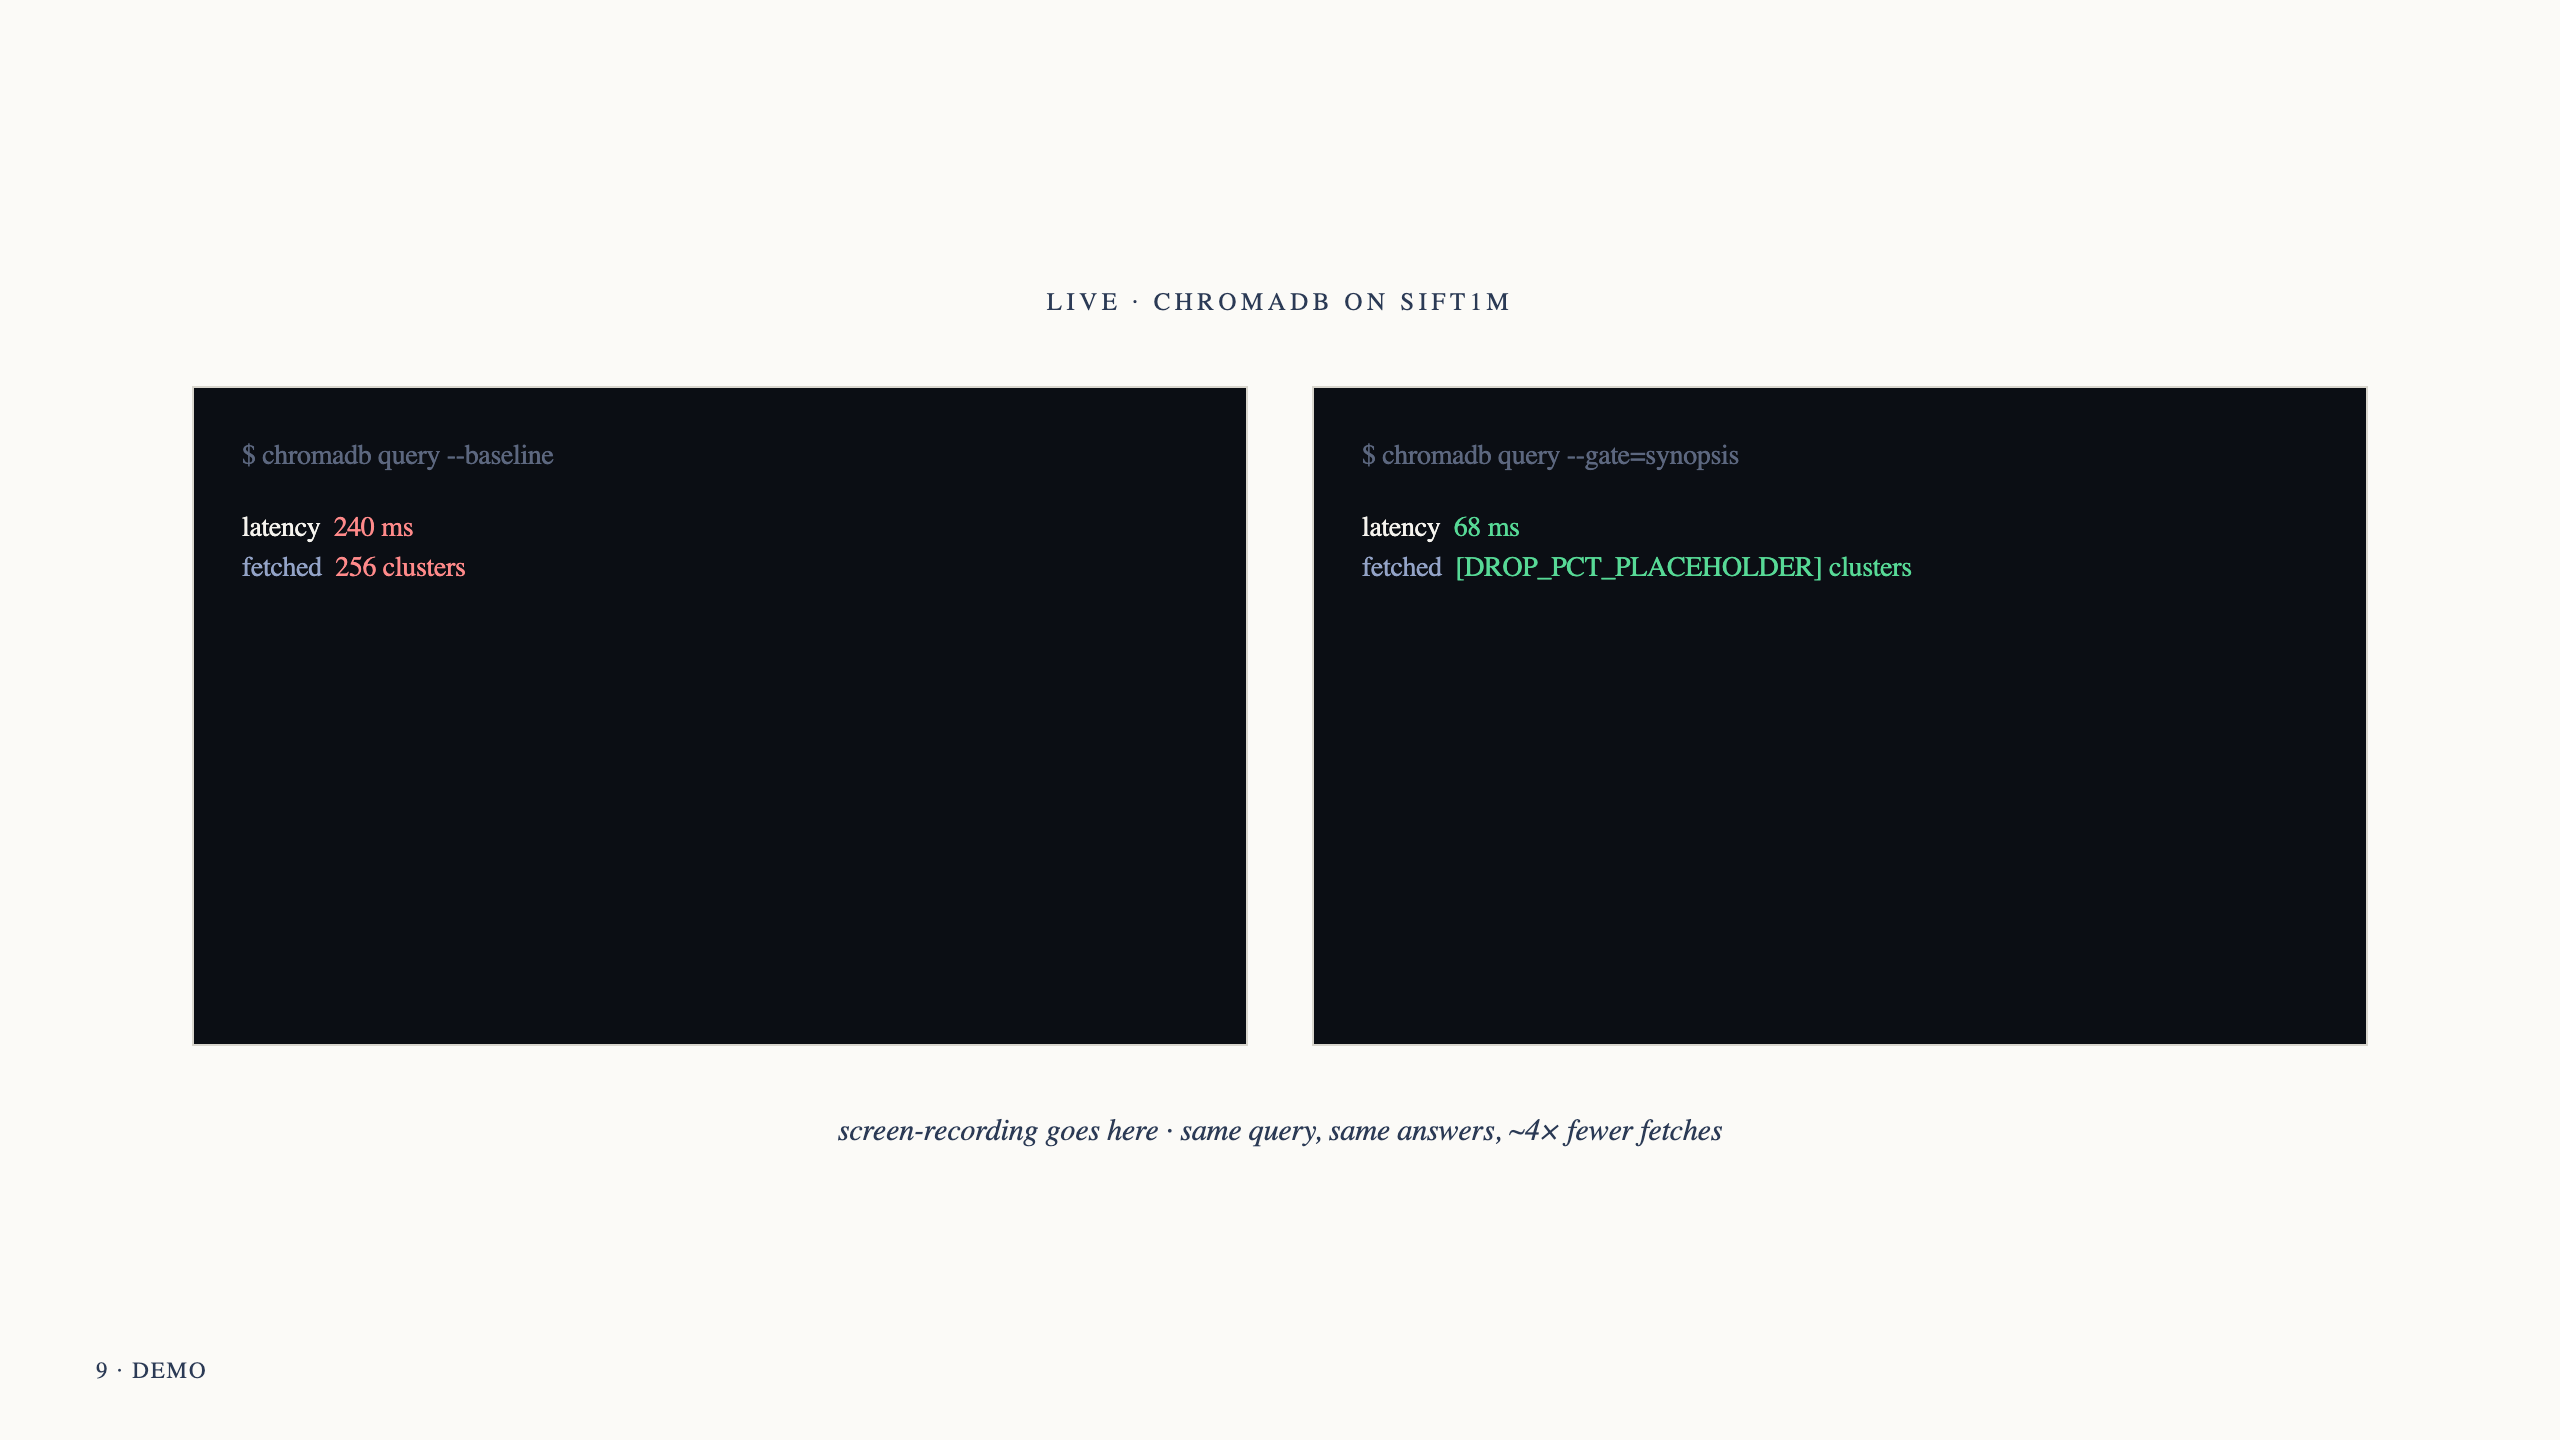 LIVE · CHROMADB ON SIFT1M
$ chromadb query --baseline
latency 240 ms
fetched 256 clusters
$ chromadb query --gate=synopsis
latency 68 ms
fetched [DROP_PCT_PLACEHOLDER] clusters
screen-recording goes here · same query, same answers, ~4× fewer fetches
9 · DEMO